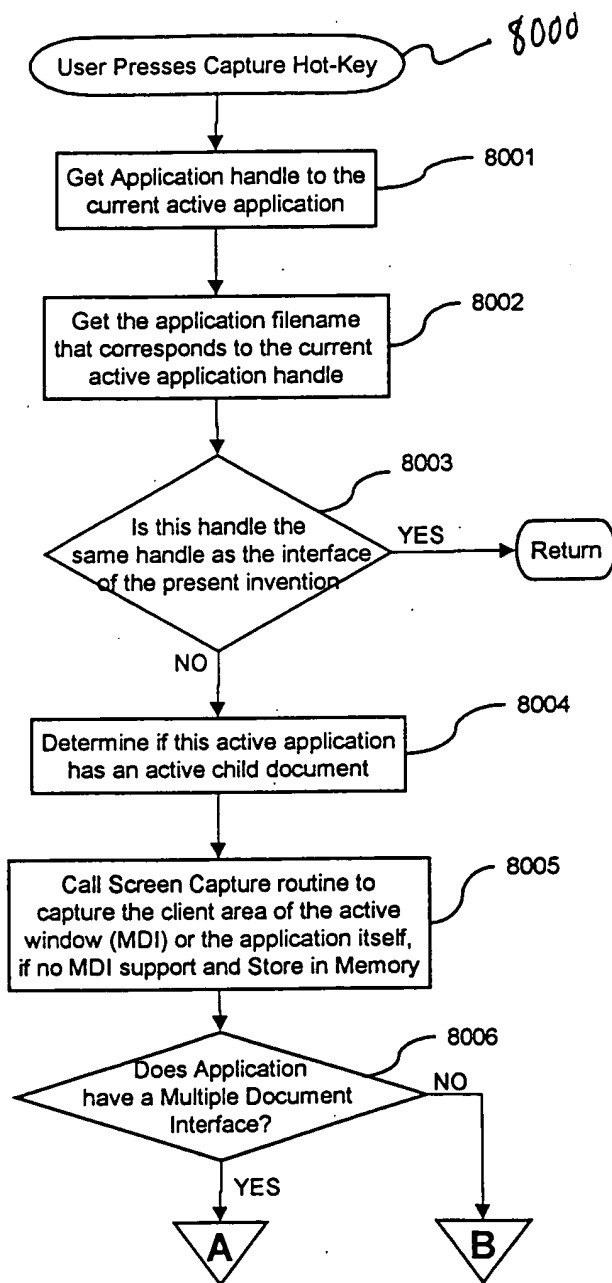 8000
User Presses Capture Hot-Key
8001
Get Application handle to the
current active application
8002
Get the application filename
that corresponds to the current
active application handle
8003
Is this handle the
same handle as the interface
of the present invention
YES
Return
NO
8004
Determine if this active application
has an active child document
8005
Call Screen Capture routine to
capture the client area of the active
window (MDI) or the application itself,
if no MDI support and Store in Memory
8006
Does Application
have a Multiple Document
Interface?
NO
YES
A
B